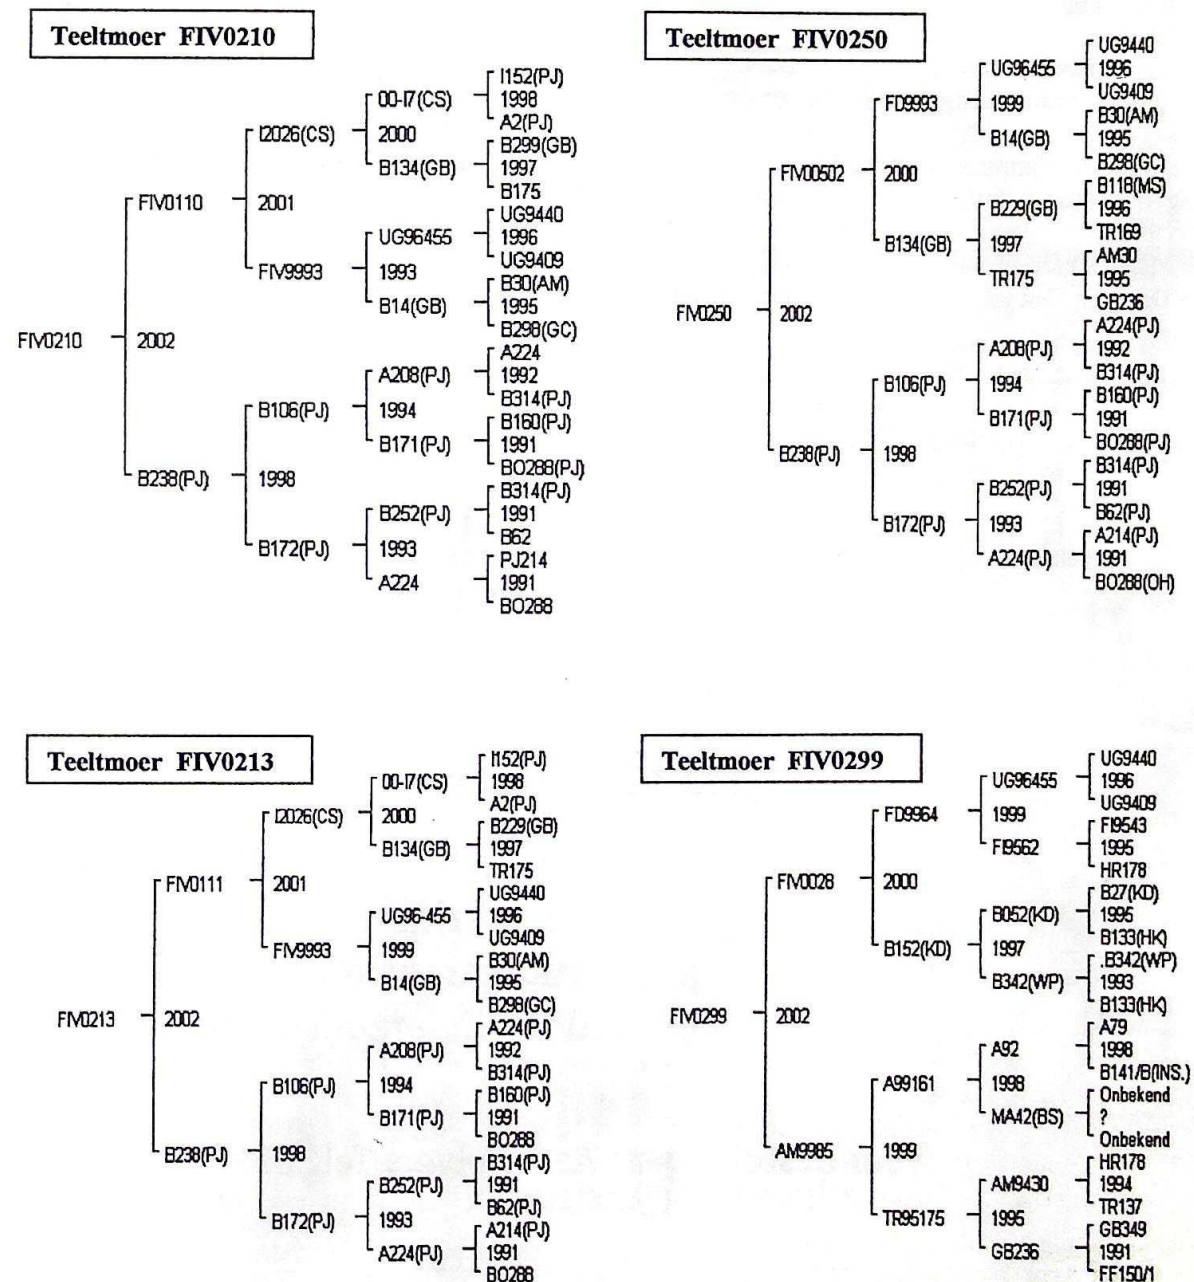 Teeltmoer FIV0210
I152(PJ)
00-I7(CS)
1998
A2(PJ)
I2026(CS)
2000
B299(GB)
B134(GB)
1997
B175
FIV0110
2001
UG9440
UG96455
1996
UG9409
FIV9993
1993
B30(AM)
B14(GB)
1995
B298(GC)
FIV0210
2002
A224
A208(PJ)
1992
B314(PJ)
B106(PJ)
1994
B160(PJ)
B171(PJ)
1991
BO288(PJ)
B238(PJ)
1998
B314(PJ)
B252(PJ)
1991
B62
B172(PJ)
1993
PJ214
A224
1991
BO288
Teeltmoer FIV0250
UG9440
UG96455
1996
UG9409
FD9993
1999
B30(AM)
B14(GB)
1995
B298(GC)
FIV00502
2000
B118(MS)
B229(GB)
1996
TR169
B134(GB)
1997
AM30
TR175
1995
GB236
FIV0250
2002
A224(PJ)
A208(PJ)
1992
B314(PJ)
B106(PJ)
1994
B160(PJ)
B171(PJ)
1991
BO288(PJ)
B238(PJ)
1998
B314(PJ)
B252(PJ)
1991
B62(PJ)
B172(PJ)
1993
A214(PJ)
A224(PJ)
1991
BO288(OH)
Teeltmoer FIV0213
I152(PJ)
00-I7(CS)
1998
A2(PJ)
I2026(CS)
2000
B229(GB)
B134(GB)
1997
TR175
FIV0111
2001
UG9440
UG96-455
1996
UG9409
FIV9993
1999
B30(AM)
B14(GB)
1995
B298(GC)
FIV0213
2002
A224(PJ)
A208(PJ)
1992
B314(PJ)
B106(PJ)
1994
B160(PJ)
B171(PJ)
1991
BO288
B238(PJ)
1998
B314(PJ)
B252(PJ)
1991
B62(PJ)
B172(PJ)
1993
A214(PJ)
A224(PJ)
1991
BO288
Teeltmoer FIV0299
UG9440
UG96455
1996
UG9409
FD9964
1999
FI9543
FI9562
1995
HR178
FIV0028
2000
B27(KD)
B052(KD)
1995
B133(HK)
B152(KD)
1997
.B342(WP)
B342(WP)
1993
B133(HK)
FIV0299
2002
A79
A92
1998
B141/B(INS.)
A99161
1998
Onbekend
MA42(BS)
?
Onbekend
AM9985
1999
HR178
AM9430
1994
TR137
TR95175
1995
GB349
GB236
1991
FF150/1